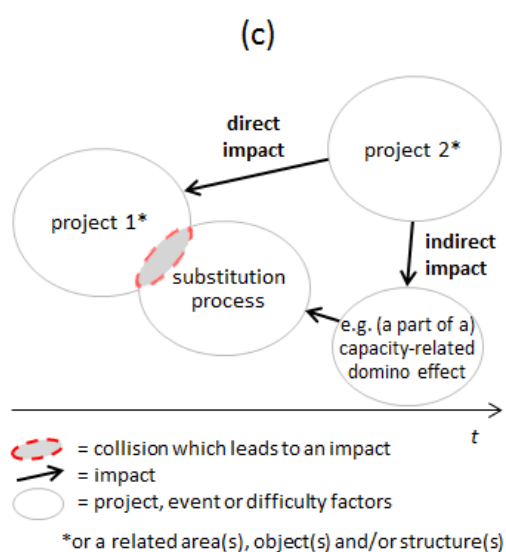 (c)
direct
impact
project 2*
project 1*
indirect
impact
substitution
process
e.g. (a part of a)
capacity-related
domino effect
t
= collision which leads to an impact
= impact
= project, event or difficulty factors
*or a related area(s), object(s) and/or structure(s)